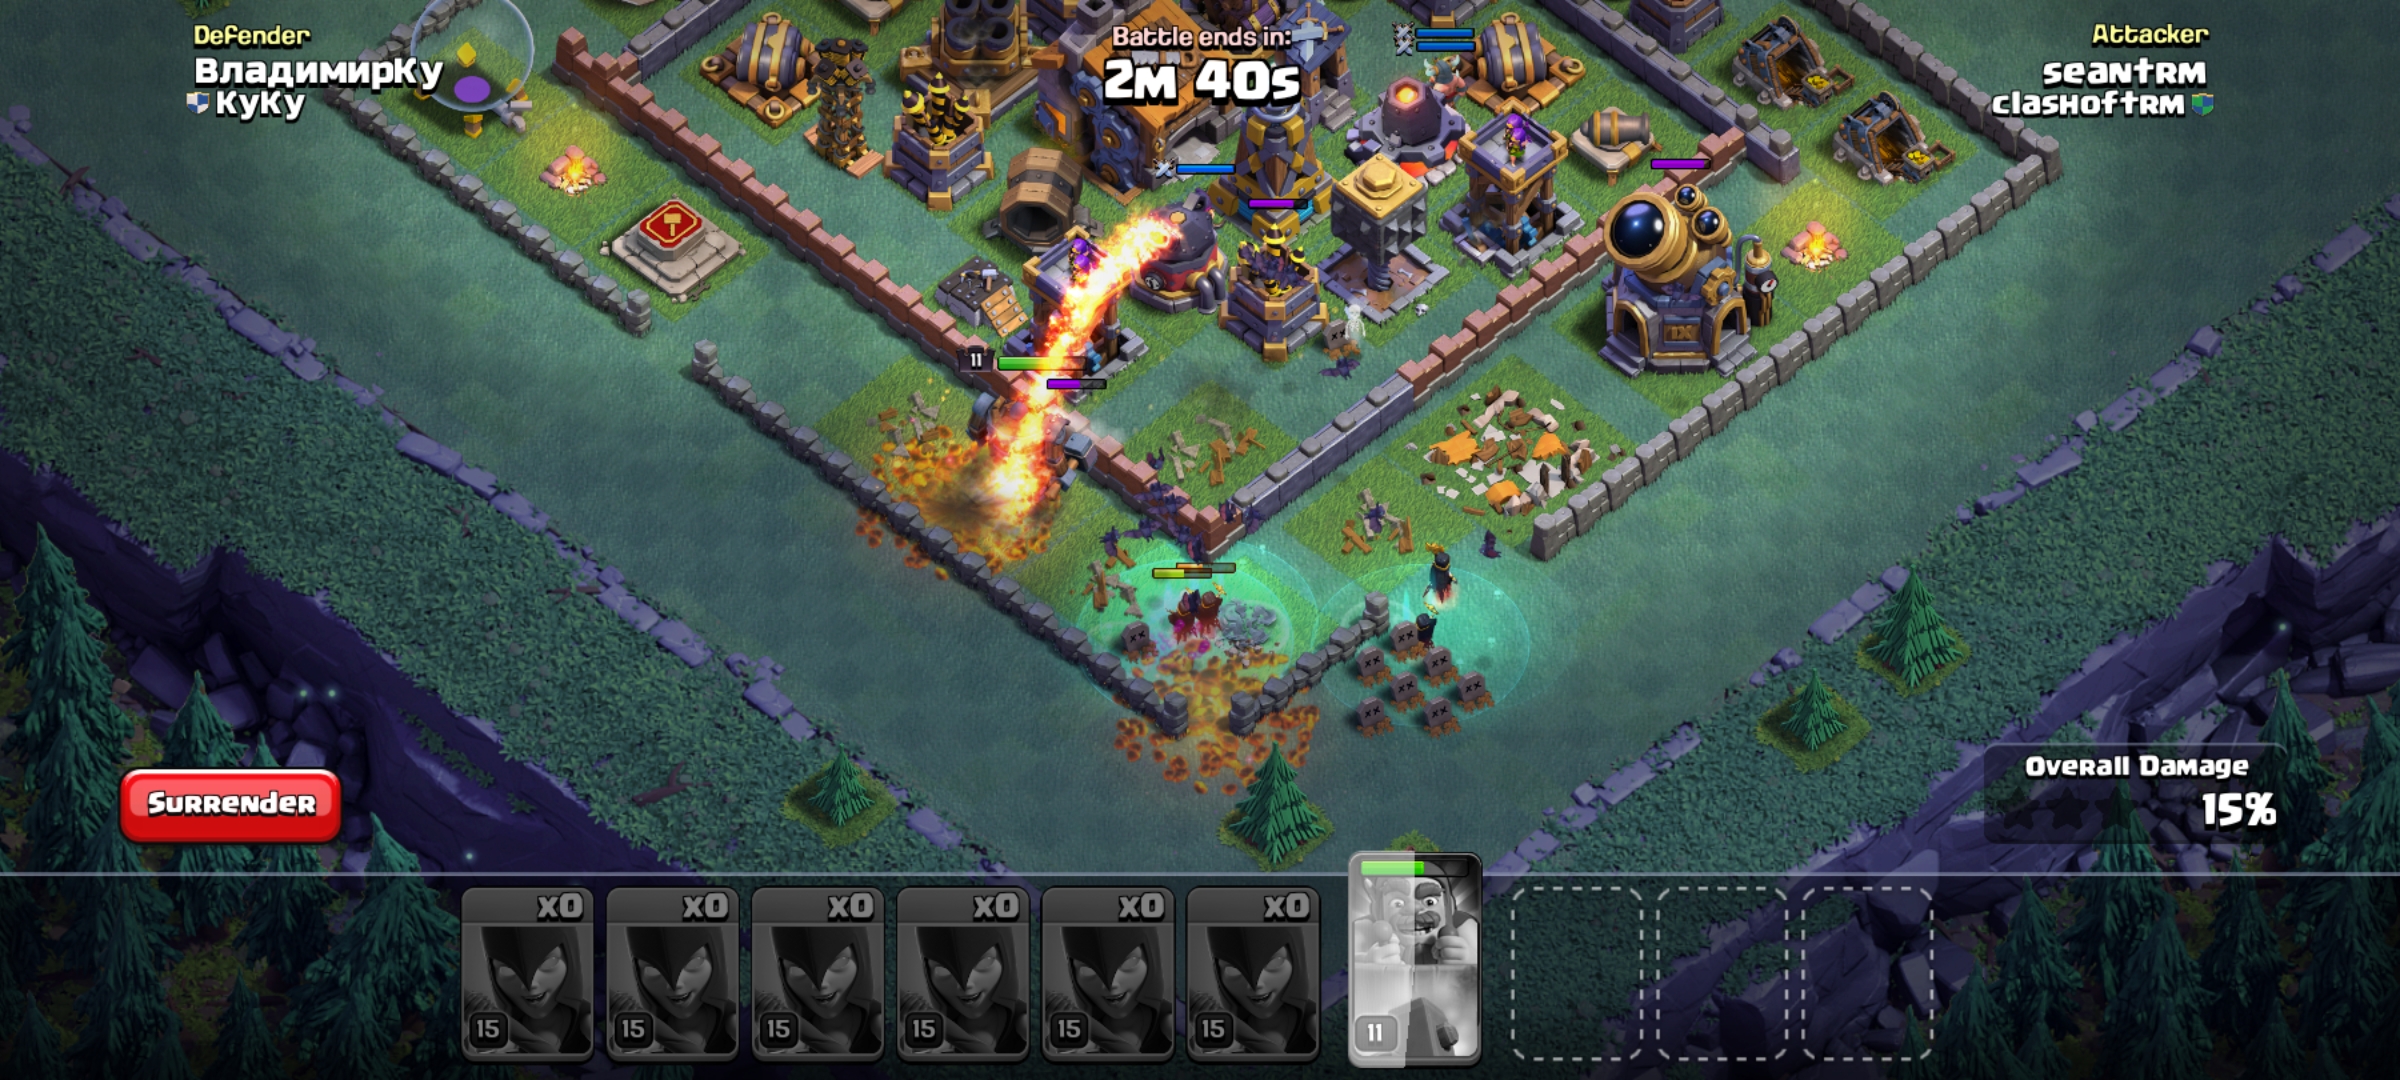 Defender
ВладимирКу
КуКу
Battle ends in:
2M 40s
Attacker
seantrm
clashoftrm
11
IX
Surrender
Overall Damage
15%
x0 x0 x0 x0 x0 x0
15 15 15 15 15 15 11